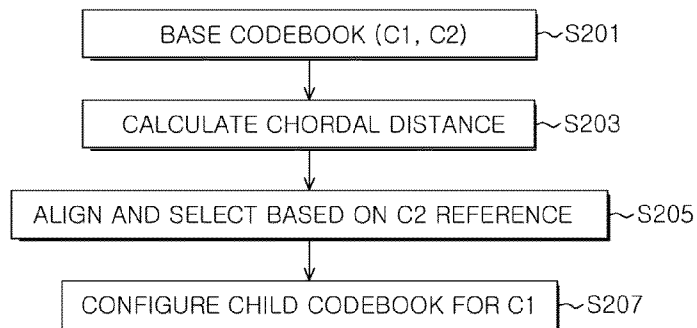 BASE CODEBOOK (C1, C2) S201
CALCULATE CHORDAL DISTANCE S203
ALIGN AND SELECT BASED ON C2 REFERENCE S205
CONFIGURE CHILD CODEBOOK FOR C1 S207